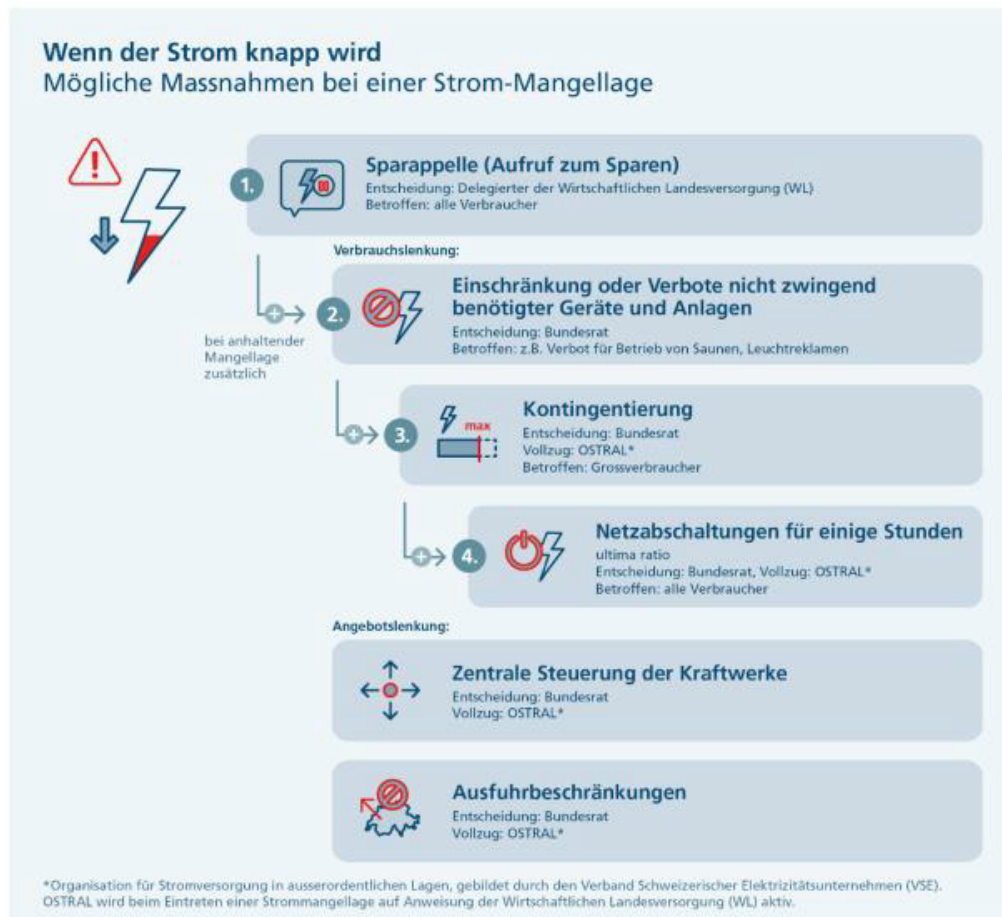 Wenn der Strom knapp wird
Mögliche Massnahmen bei einer Strom-Mangellage
1.
Sparappelle (Aufruf zum Sparen)
Entscheidung: Delegierter der Wirtschaftlichen Landesversorgung (WL)
Betroffen: alle Verbraucher
Verbrauchslenkung:
bei anhaltender
Mangellage
zusätzlich
2.
Einschränkung oder Verbote nicht zwingend
benötigter Geräte und Anlagen
Entscheidung: Bundesrat
Betroffen: z.B. Verbot für Betrieb von Saunen, Leuchtreklamen
3.
max
Kontingentierung
Entscheidung: Bundesrat
Vollzug: OSTRAL*
Betroffen: Grossverbraucher
4.
Netzabschaltungen für einige Stunden
ultima ratio
Entscheidung: Bundesrat, Vollzug: OSTRAL*
Betroffen: alle Verbraucher
Angebotslenkung:
Zentrale Steuerung der Kraftwerke
Entscheidung: Bundesrat
Vollzug: OSTRAL*
Ausfuhrbeschränkungen
Entscheidung: Bundesrat
Vollzug: OSTRAL*
*Organisation für Stromversorgung in ausserordentlichen Lagen, gebildet durch den Verband Schweizerischer Elektrizitätsunternehmen (VSE).
OSTRAL wird beim Eintreten einer Strommangellage auf Anweisung der Wirtschaftlichen Landesversorgung (WL) aktiv.